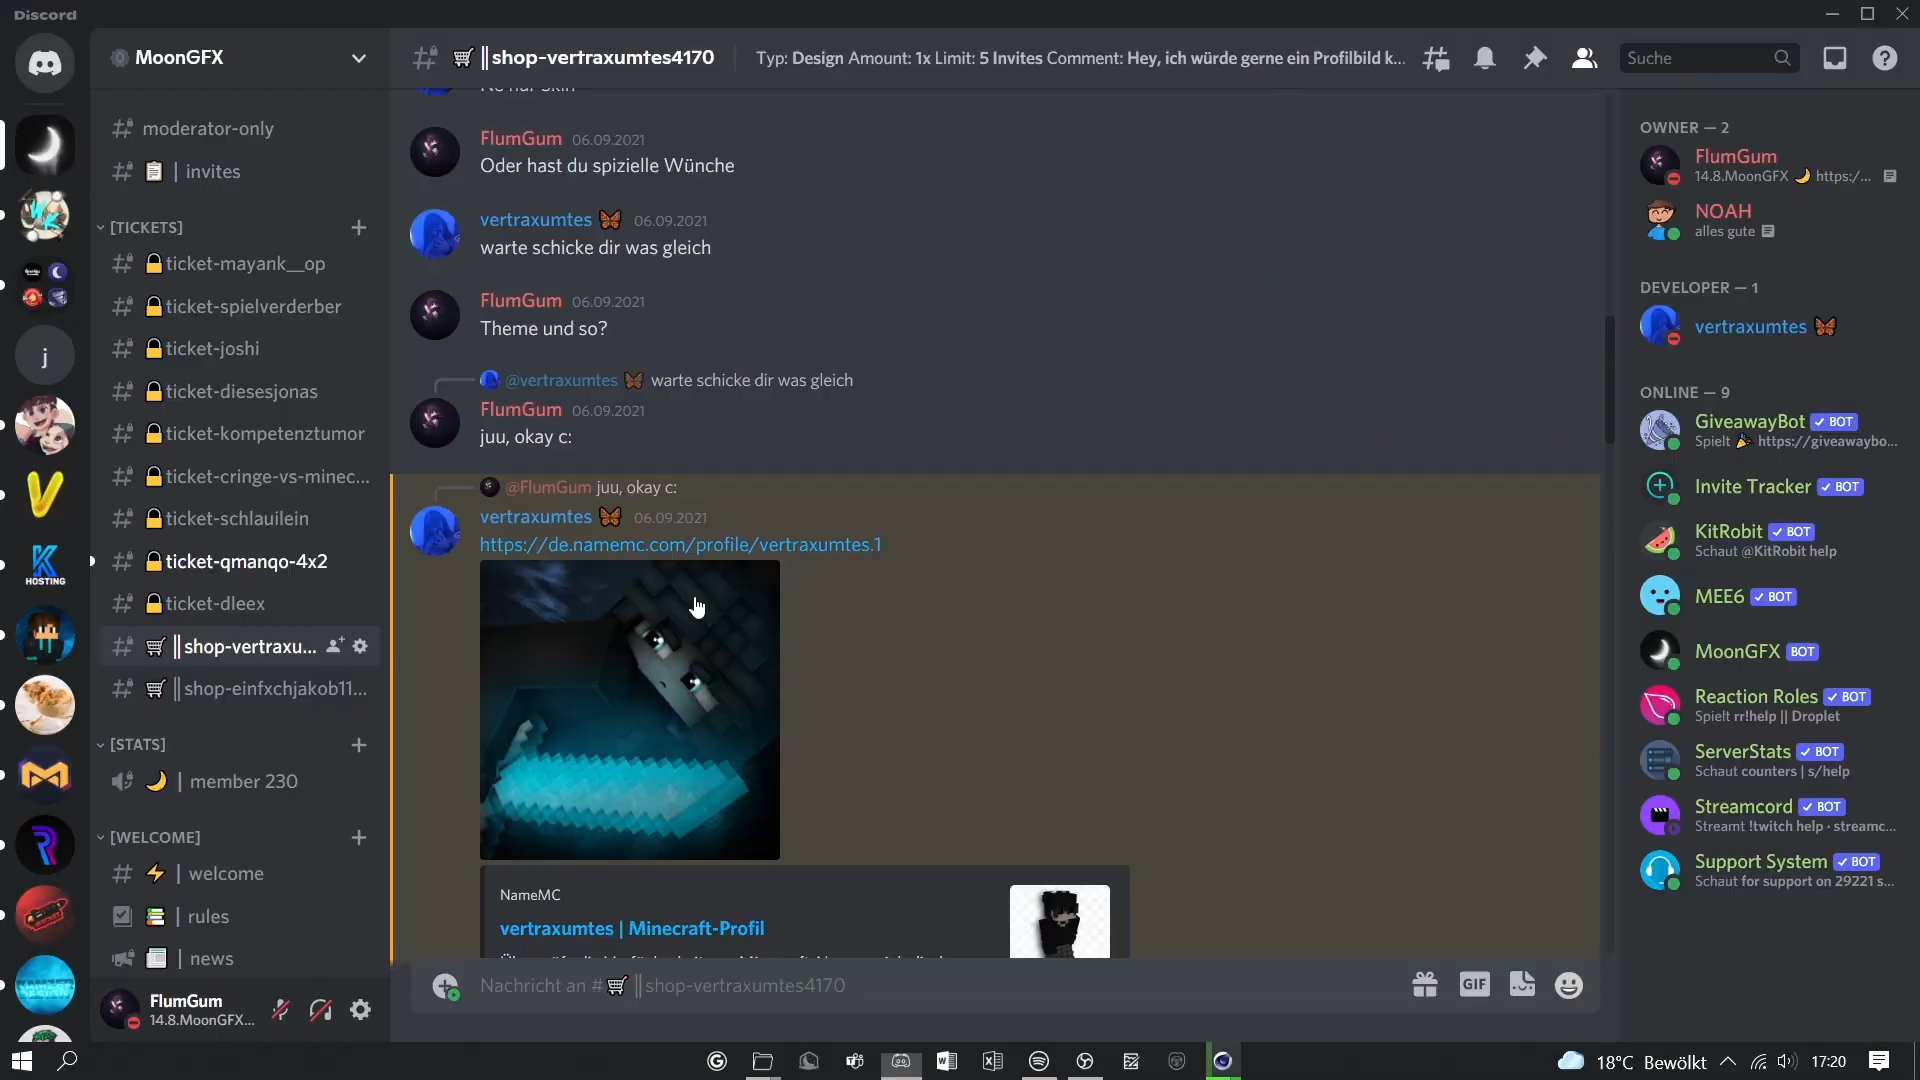 Discord
MoonGFX
shop-vertraxumtes4170
Typ: Design Amount: 1x Limit: 5 Invites Comment: Hey, ich würde gerne ein Profilbild k...
Suche
moderator-only
| invites
[TICKETS]
ticket-mayank__op
ticket-spielverderber
ticket-joshi
ticket-diesesjonas
ticket-kompetenztumor
ticket-cringe-vs-minec...
ticket-schlauilein
ticket-qmanqo-4x2
ticket-dleex
shop-vertraxu...
shop-einfxchjakob11...
[STATS]
| member 230
[WELCOME]
| welcome
| rules
| news
j
HOSTING
FlumGum
14.8.MoonGFX...
FlumGum 06.09.2021
Oder hast du spizielle Wünche
vertraxumtes 06.09.2021
warte schicke dir was gleich
FlumGum 06.09.2021
Theme und so?
@vertraxumtes warte schicke dir was gleich
FlumGum 06.09.2021
juu, okay c:
@FlumGum juu, okay c:
vertraxumtes 06.09.2021
https://de.namemc.com/profile/vertraxumtes.1
NameMC
vertraxumtes | Minecraft-Profil
Nachricht an # shop-vertraxumtes4170
GIF
OWNER — 2
FlumGum
14.8.MoonGFX https:/...
NOAH
alles gute
DEVELOPER — 1
vertraxumtes
ONLINE — 9
GiveawayBot BOT
Spielt https://giveawaybo...
Invite Tracker BOT
KitRobit BOT
Schaut @KitRobit help
MEE6 BOT
MoonGFX BOT
Reaction Roles BOT
Spielt rr!help || Droplet
ServerStats BOT
Schaut counters | s/help
Streamcord BOT
Streamt !twitch help · streamc...
Support System BOT
Schaut for support on 29221 s...
18°C Bewölkt
17:20